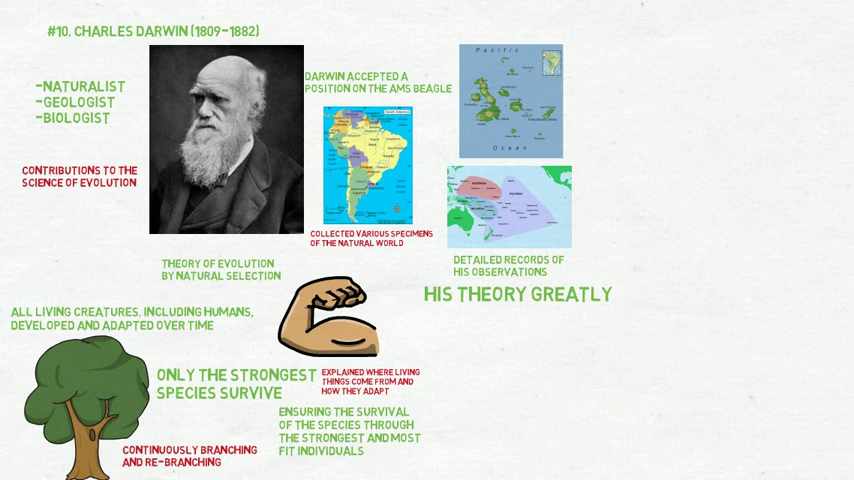 #10. CHARLES DARWIN (1809-1882)
-NATURALIST
-GEOLOGIST
-BIOLOGIST
CONTRIBUTIONS TO THE
SCIENCE OF EVOLUTION
DARWIN ACCEPTED A
POSITION ON THE AMS BEAGLE
COLLECTED VARIOUS SPECIMENS
OF THE NATURAL WORLD
Pacific
Ocean
DETAILED RECORDS OF
HIS OBSERVATIONS
HIS THEORY GREATLY
THEORY OF EVOLUTION
BY NATURAL SELECTION
ALL LIVING CREATURES, INCLUDING HUMANS,
DEVELOPED AND ADAPTED OVER TIME
ONLY THE STRONGEST
SPECIES SURVIVE
EXPLAINED WHERE LIVING
THINGS COME FROM AND
HOW THEY ADAPT
ENSURING THE SURVIVAL
OF THE SPECIES THROUGH
THE STRONGEST AND MOST
FIT INDIVIDUALS
CONTINUOUSLY BRANCHING
AND RE-BRANCHING